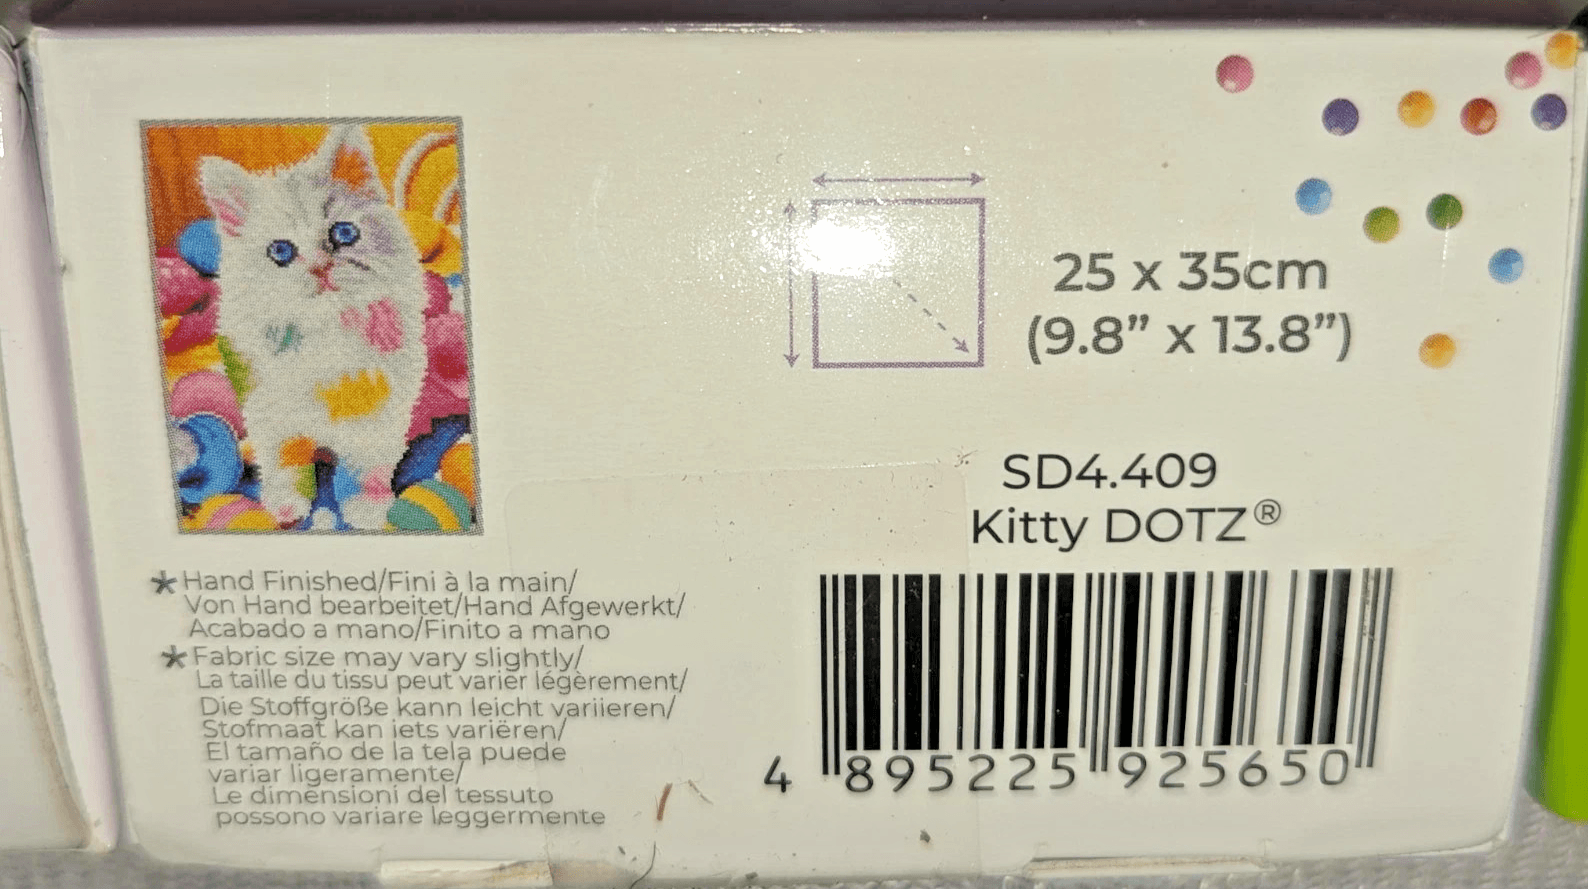 25 x 35cm
(9.8” x 13.8”)
SD4.409
Kitty DOTZ®
*Hand Finished/Fini à la main/
Von Hand bearbeitet/Hand Afgewerkt/
Acabado a mano/Finito a mano
*Fabric size may vary slightly/
La taille du tissu peut varier légèrement/
Die Stoffgröße kann leicht variieren/
Stofmaat kan iets variëren/
El tamaño de la tela puede
variar ligeramente/
Le dimensioni del tessuto
possono variare leggermente
4 895225 925650